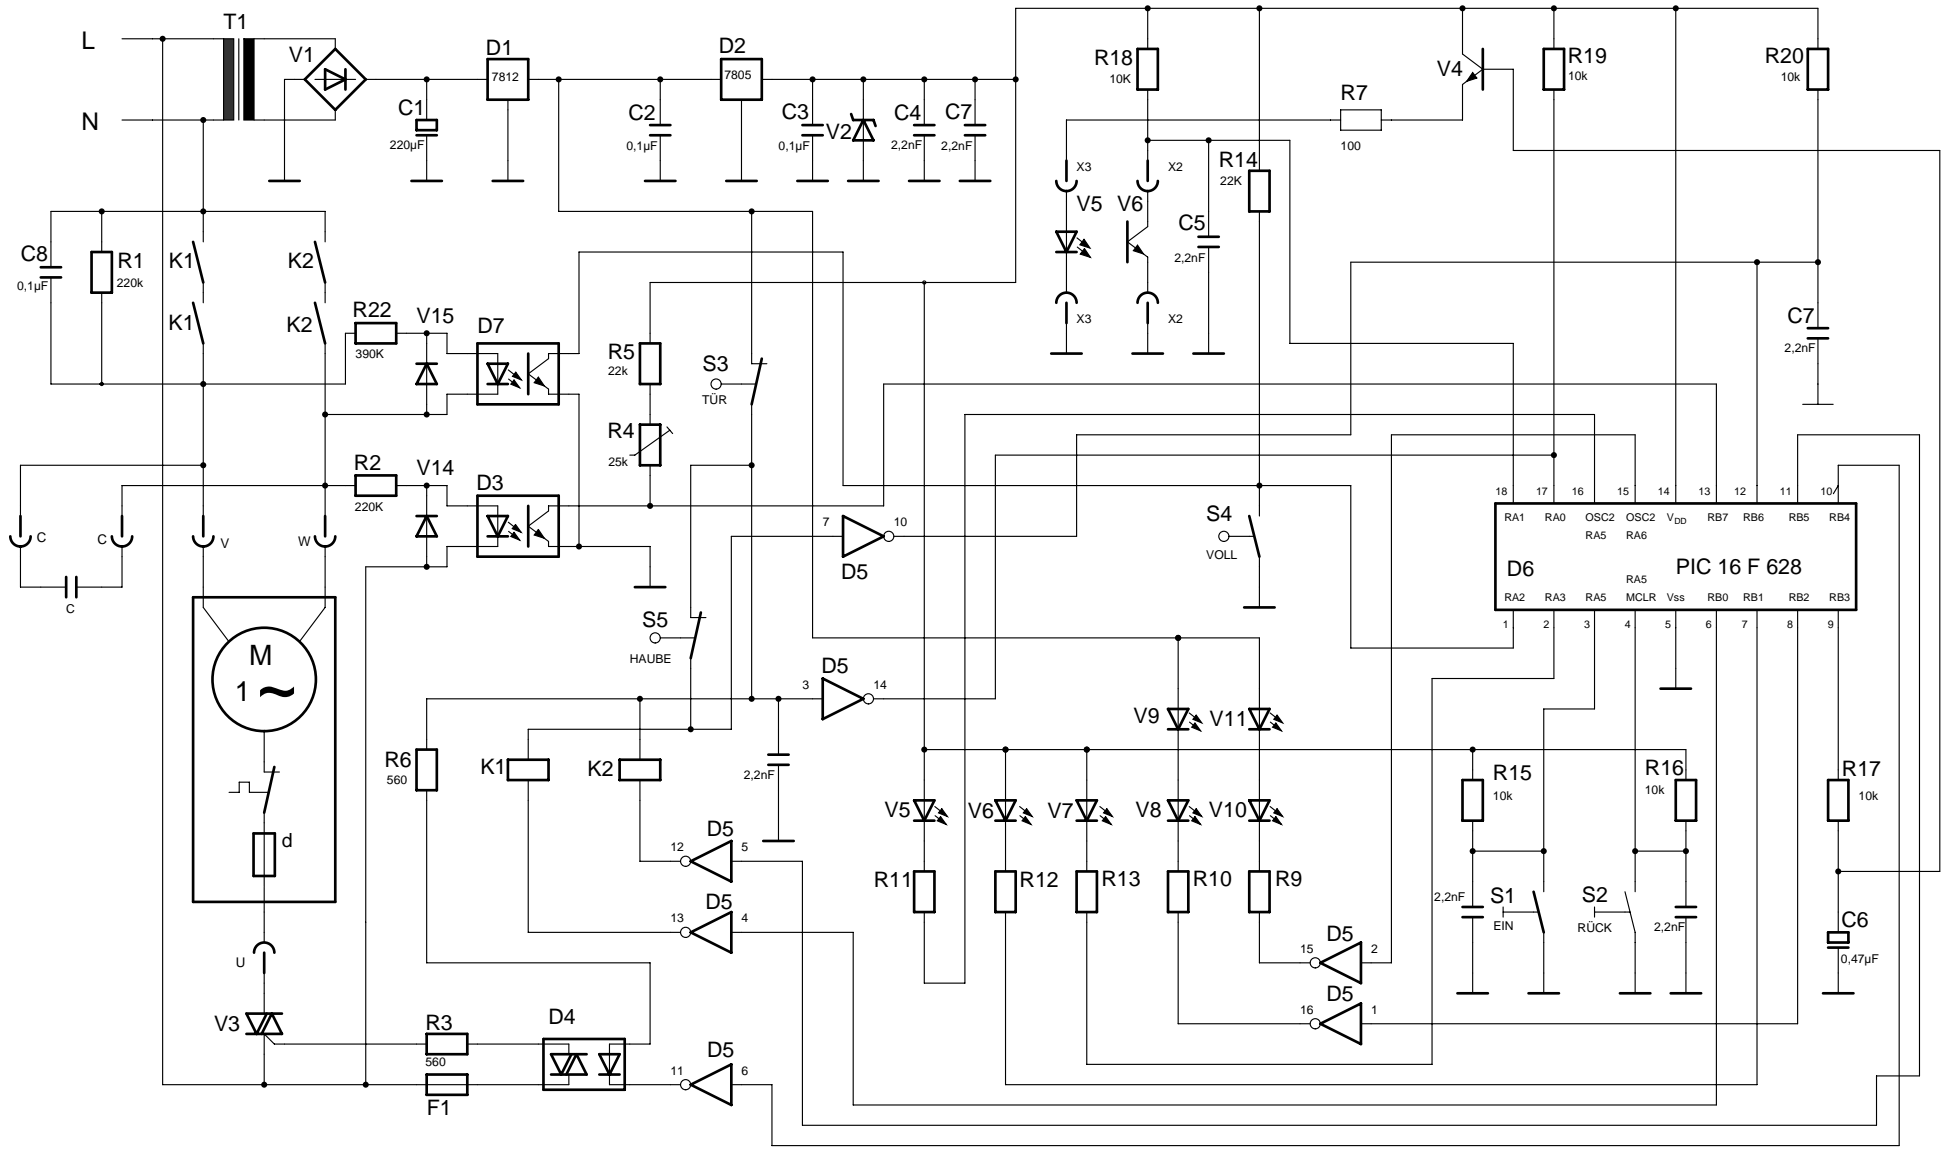 L
T1
V1
D1
7812
D2
7805
R18
10K
V4
R19
10k
R20
10k
N
C1
220µF
C2
0,1µF
C3
0,1µF
V2
C4
2,2nF
C7
2,2nF
R7
100
X3
X2
R14
22K
V5
V6
C5
2,2nF
X3
X2
C8
0,1µF
R1
220k
K1
K2
K1
K2
R22
390K
V15
D7
R5
22k
S3
TÜR
C7
2,2nF
R4
25k
R2
220K
V14
D3
C
C
V
W
C
7
10
D5
S4
VOLL
18
17
16
15
14
13
12
11
10
RA1
RA0
OSC2
OSC2
VDD
RB7
RB6
RB5
RB4
RA5
RA6
D6
PIC 16 F 628
RA5
RA2
RA3
RA5
MCLR
Vss
RB0
RB1
RB2
RB3
1
2
3
4
5
6
7
8
9
M
1
S5
HAUBE
D5
3
14
R6
560
K1
K2
2,2nF
V9
V11
R15
10k
R16
10k
R17
10k
V5
V6
V7
V8
V10
d
D5
12
5
R11
R12
R13
R10
R9
2,2nF
S1
EIN
S2
RÜCK
2,2nF
C6
0,47µF
D5
13
4
U
D5
15
2
D5
16
1
V3
R3
560
D4
D5
11
6
F1